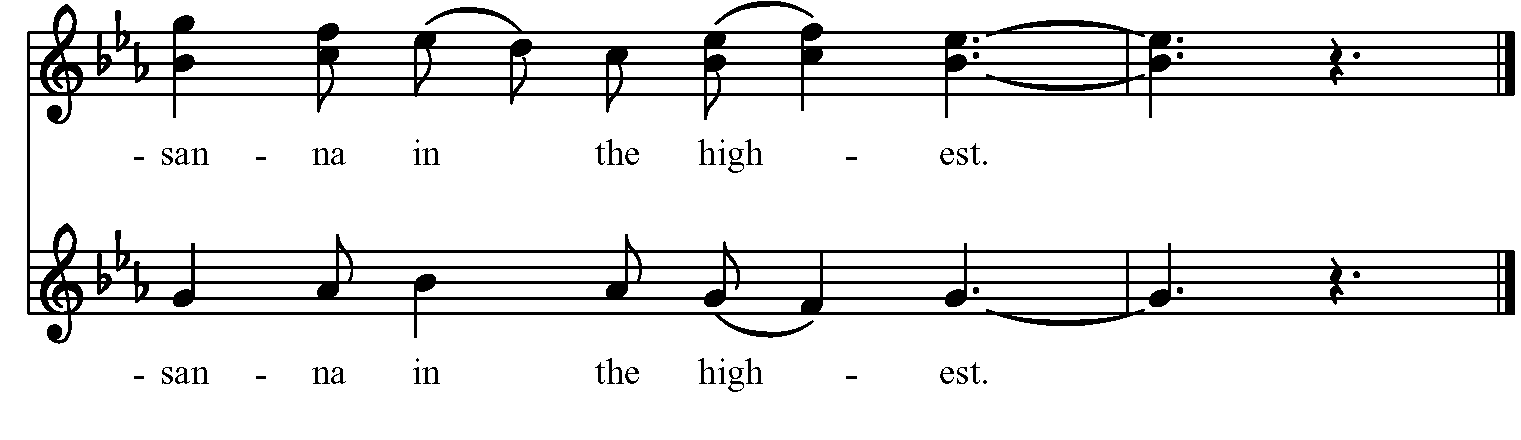 - san - na in the high - est.
- san - na in the high - est.